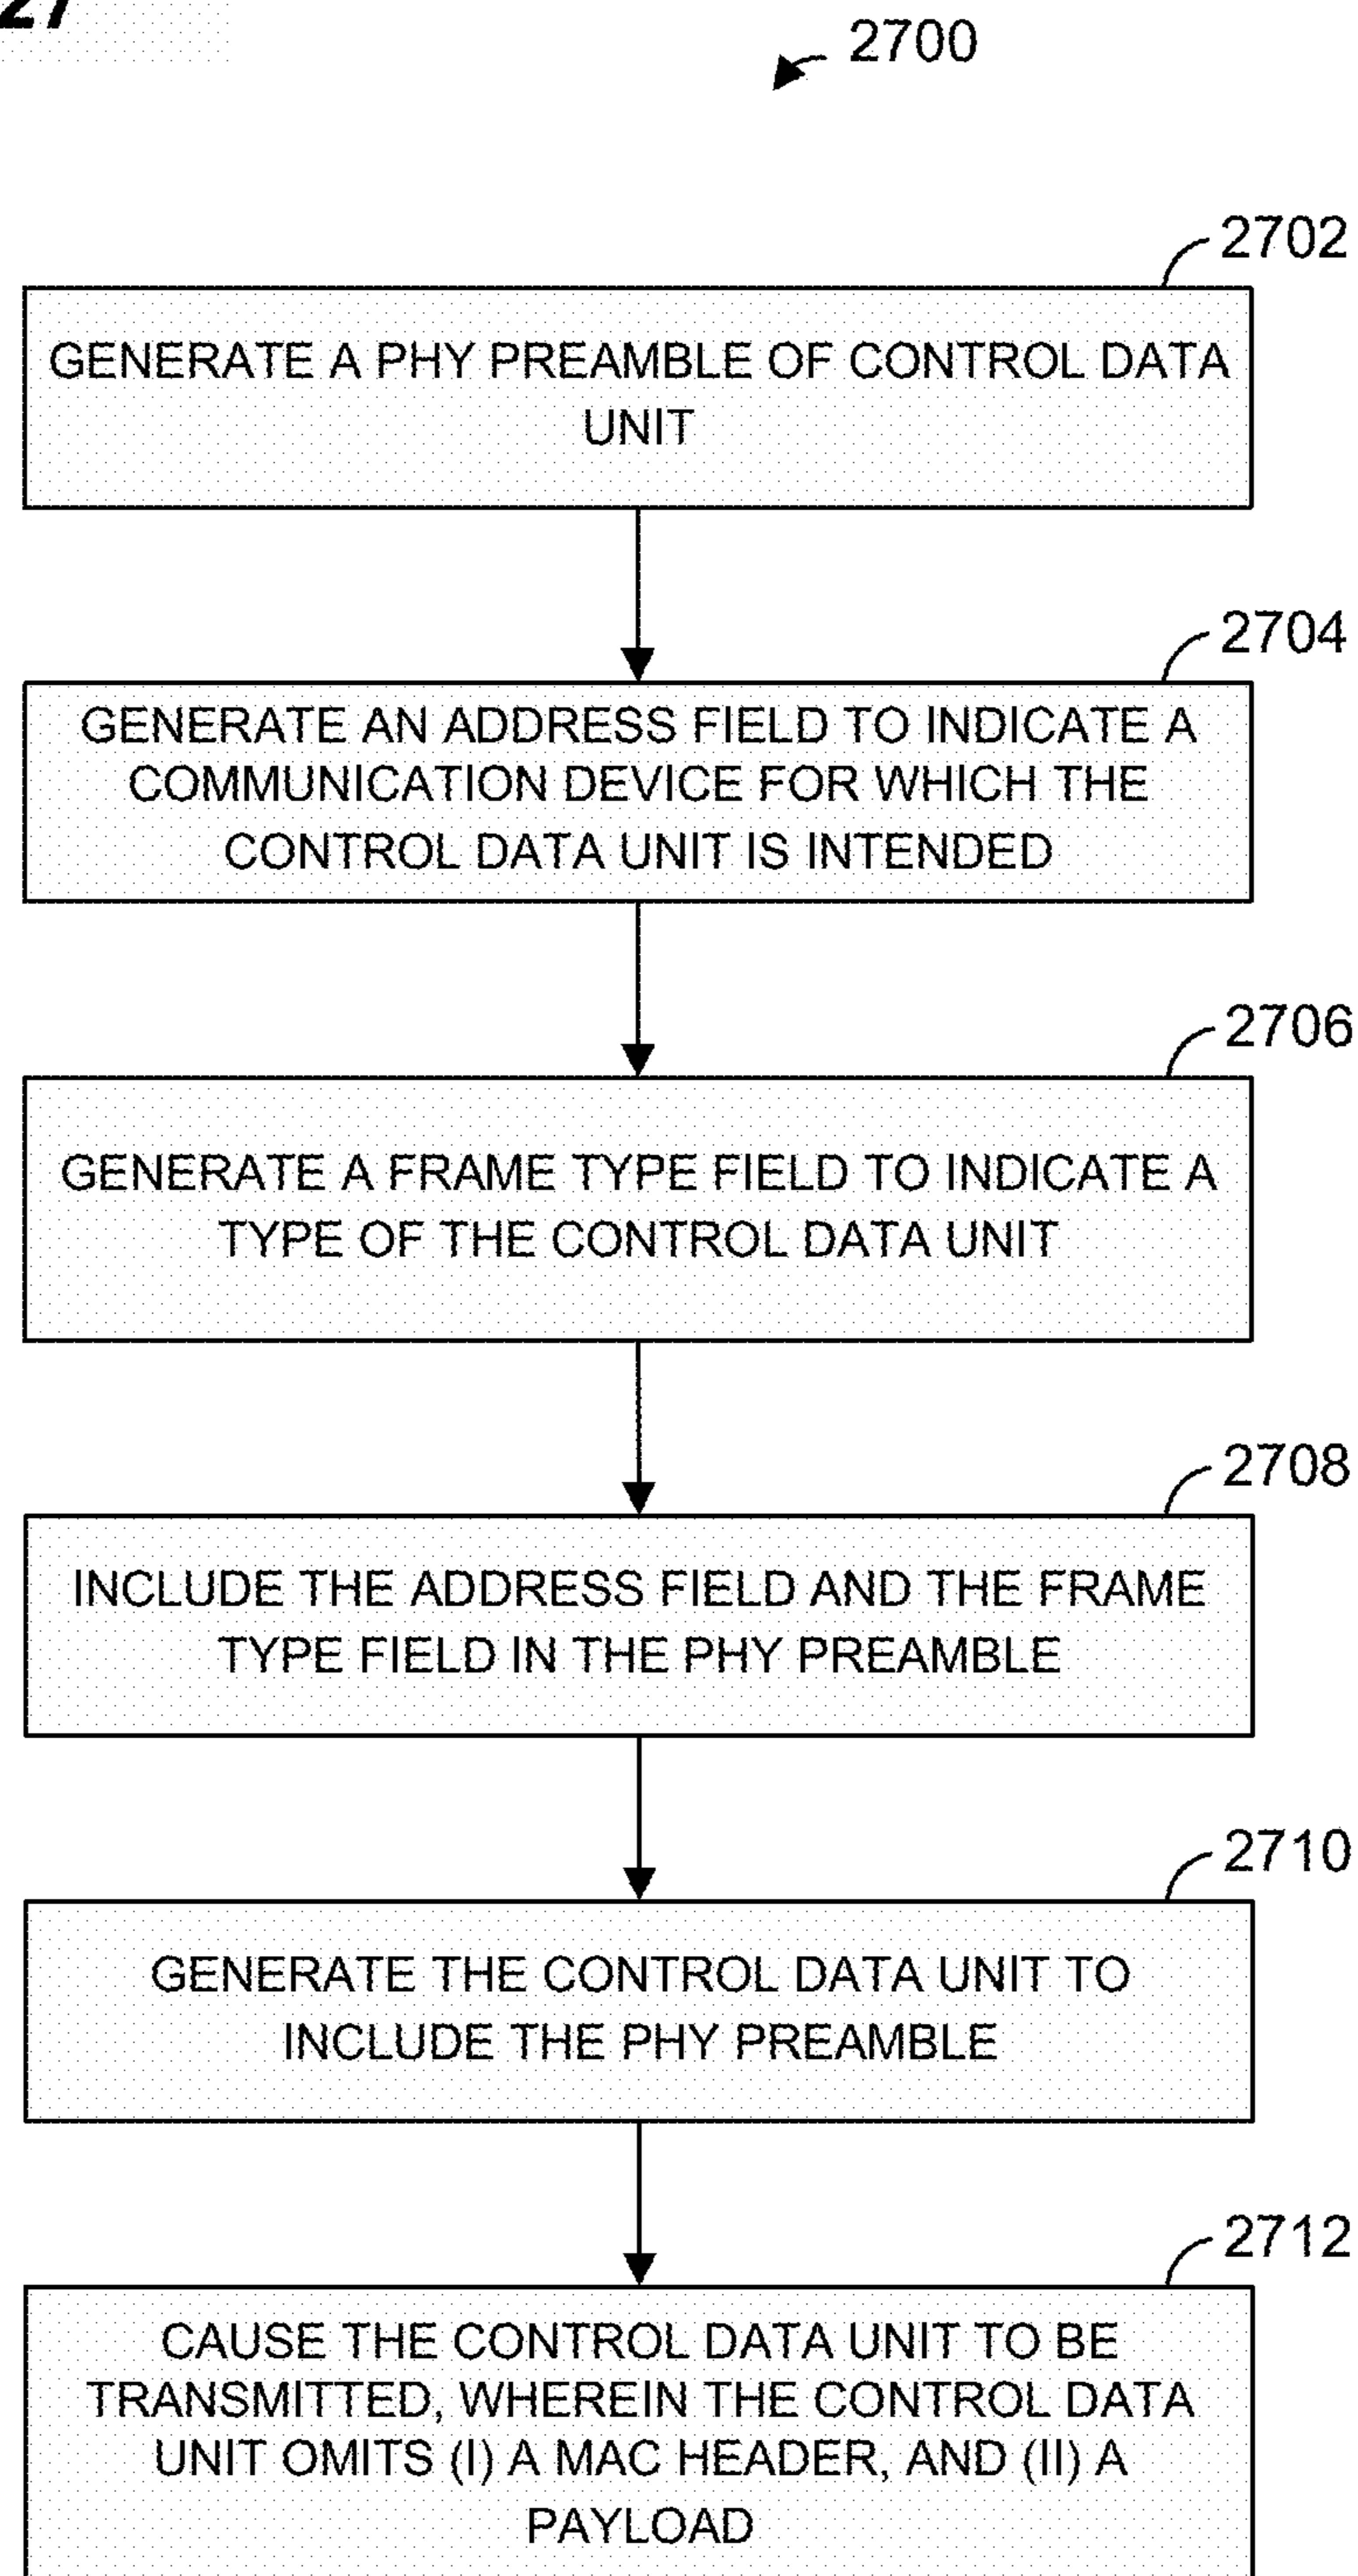 27
2700
2702
GENERATE A PHY PREAMBLE OF CONTROL DATA
UNIT
2704
GENERATE AN ADDRESS FIELD TO INDICATE A
COMMUNICATION DEVICE FOR WHICH THE
CONTROL DATA UNIT IS INTENDED
2706
GENERATE A FRAME TYPE FIELD TO INDICATE A
TYPE OF THE CONTROL DATA UNIT
2708
INCLUDE THE ADDRESS FIELD AND THE FRAME
TYPE FIELD IN THE PHY PREAMBLE
2710
GENERATE THE CONTROL DATA UNIT TO
INCLUDE THE PHY PREAMBLE
2712
CAUSE THE CONTROL DATA UNIT TO BE
TRANSMITTED, WHEREIN THE CONTROL DATA
UNIT OMITS (I) A MAC HEADER, AND (II) A
PAYLOAD